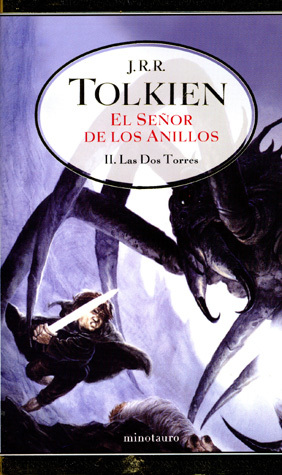 J.R.R.
TOLKIEN
EL SEÑOR
DE LOS ANILLOS
II. Las Dos Torres
minotauro